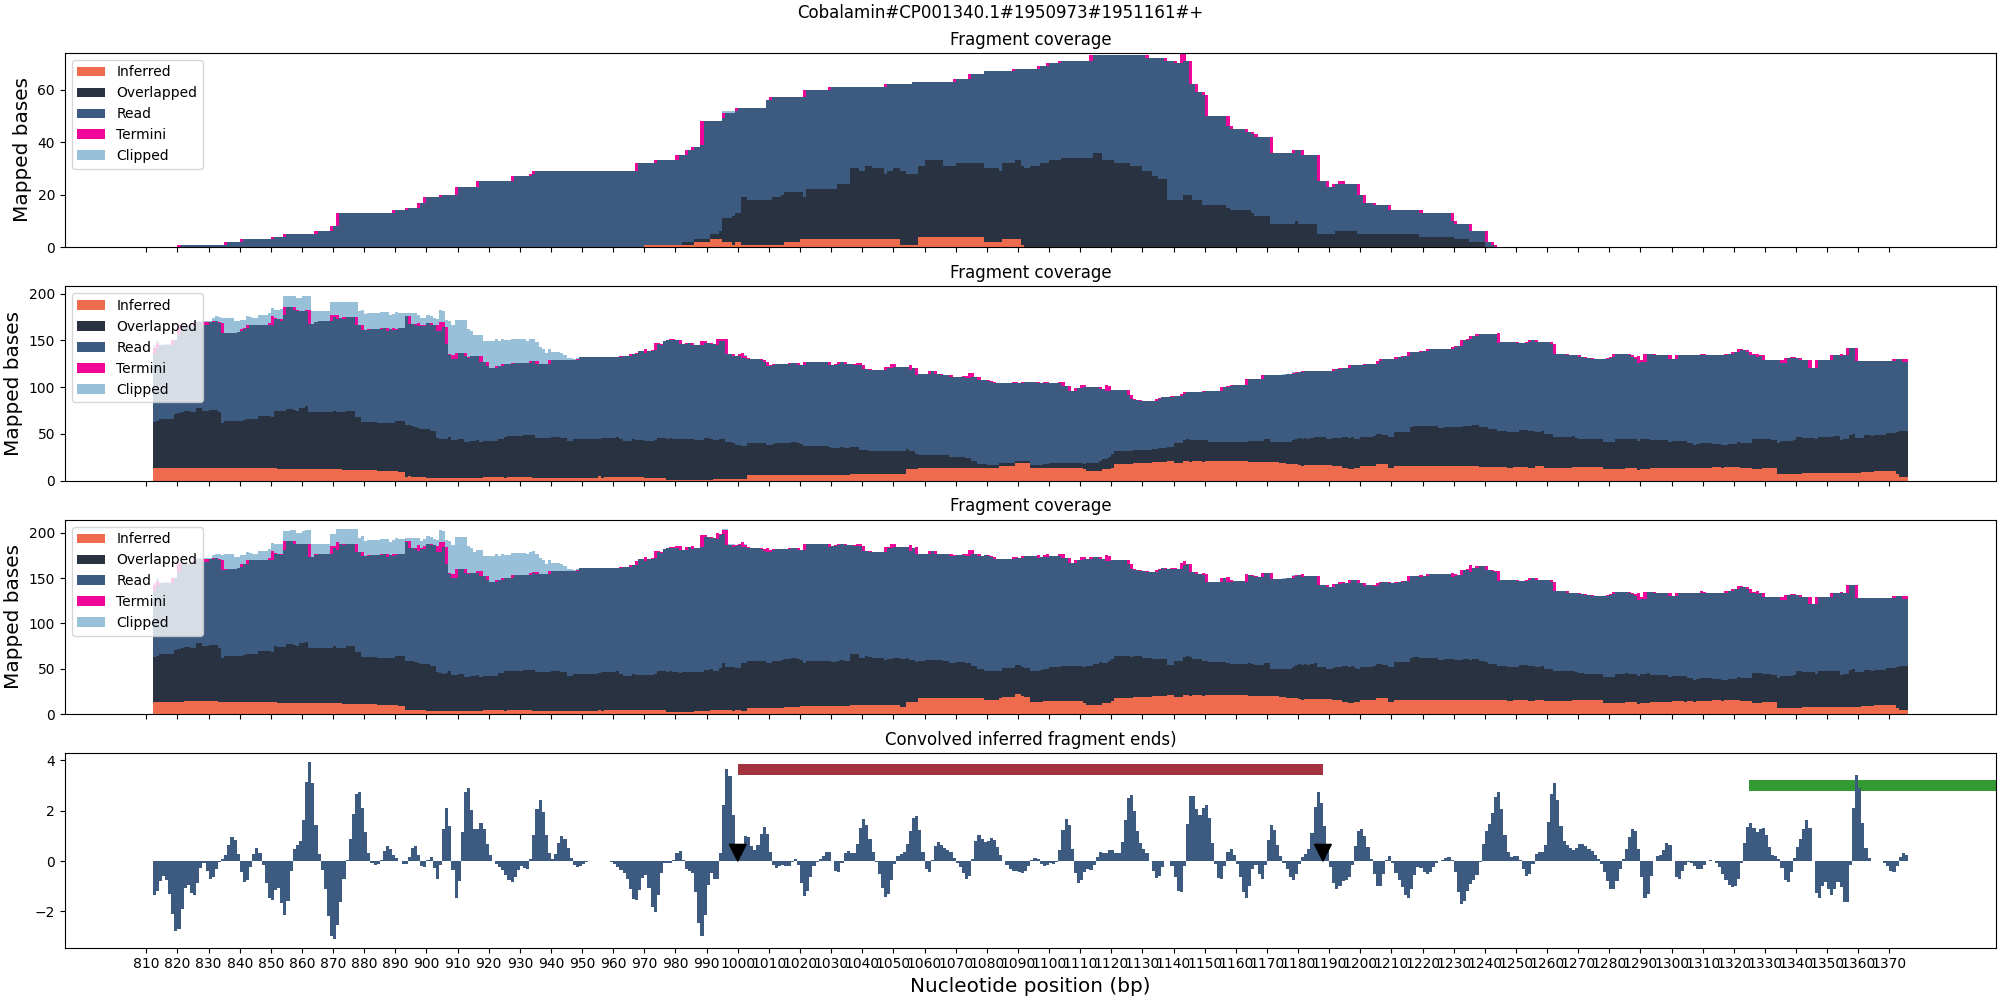 Cobalamin#CP001340.1#1950973#1951161#+
Fragment coverage
Mapped bases
60
40
20
0
Inferred
Overlapped
Read
Termini
Clipped
Fragment coverage
Mapped bases
200
150
100
50
0
Inferred
Overlapped
Read
Termini
Clipped
Fragment coverage
Mapped bases
200
150
100
50
0
Inferred
Overlapped
Read
Termini
Clipped
Convolved inferred fragment ends)
4
2
0
−2
810 820 830 840 850 860 870 880 890 900 910 920 930 940 950 960 970 980 990 1000 1010 1020 1030 1040 1050 1060 1070 1080 1090 1100 1110 1120 1130 1140 1150 1160 1170 1180 1190 1200 1210 1220 1230 1240 1250 1260 1270 1280 1290 1300 1310 1320 1330 1340 1350 1360 1370
Nucleotide position (bp)